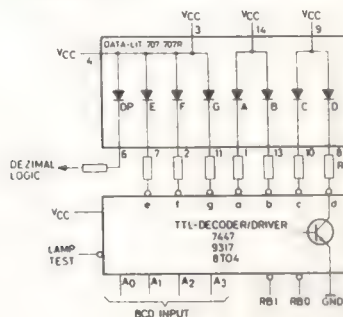 VCC VCC VCC
3 14 9
DATA-LIT 707 707R
VCC 4
DP E F G A B C D
6 7 2 11 1 13 10 8
DEZIMAL LOGIC
R
e f g a b c d
VCC
TTL-DECODER/DRIVER
7447
9317
8T04
LAMP TEST
A0 A1 A2 A3
RB1 RB0 GND
BCD INPUT